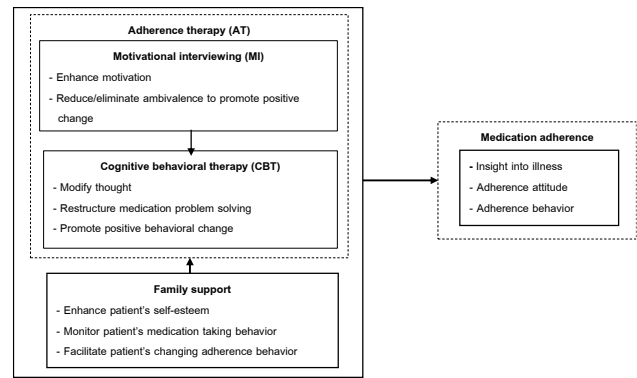 Adherence therapy (AT)
Motivational interviewing (MI)
- Enhance motivation
- Reduce/eliminate ambivalence to promote positive
change
Cognitive behavioral therapy (CBT)
- Modify thought
- Restructure medication problem solving
- Promote positive behavioral change
Family support
- Enhance patient's self-esteem
- Monitor patient's medication taking behavior
- Facilitate patient's changing adherence behavior
Medication adherence
- Insight into illness
- Adherence attitude
- Adherence behavior